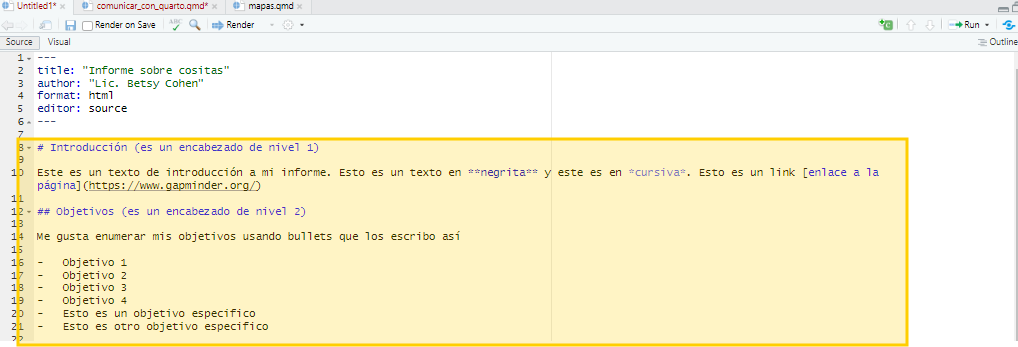 Untitled1* × comunicar_con_quarto.qmd* × mapas.qmd ×
Render on Save ABC Render Run
Source Visual Outline
1 ---
2 title: "Informe sobre cositas"
3 author: "Lic. Betsy Cohen"
4 format: html
5 editor: source
6 ---
7
8 # Introducción (es un encabezado de nivel 1)
9
10 Este es un texto de introducción a mi informe. Esto es un texto en **negrita** y este es en *cursiva*. Esto es un link [enlace a la
página](https://www.gapminder.org/)
11
12 ## Objetivos (es un encabezado de nivel 2)
13
14 Me gusta enumerar mis objetivos usando bullets que los escribo así
15
16 - Objetivo 1
17 - Objetivo 2
18 - Objetivo 3
19 - Objetivo 4
20 - Esto es un objetivo especifico
21 - Esto es otro objetivo especifico
22